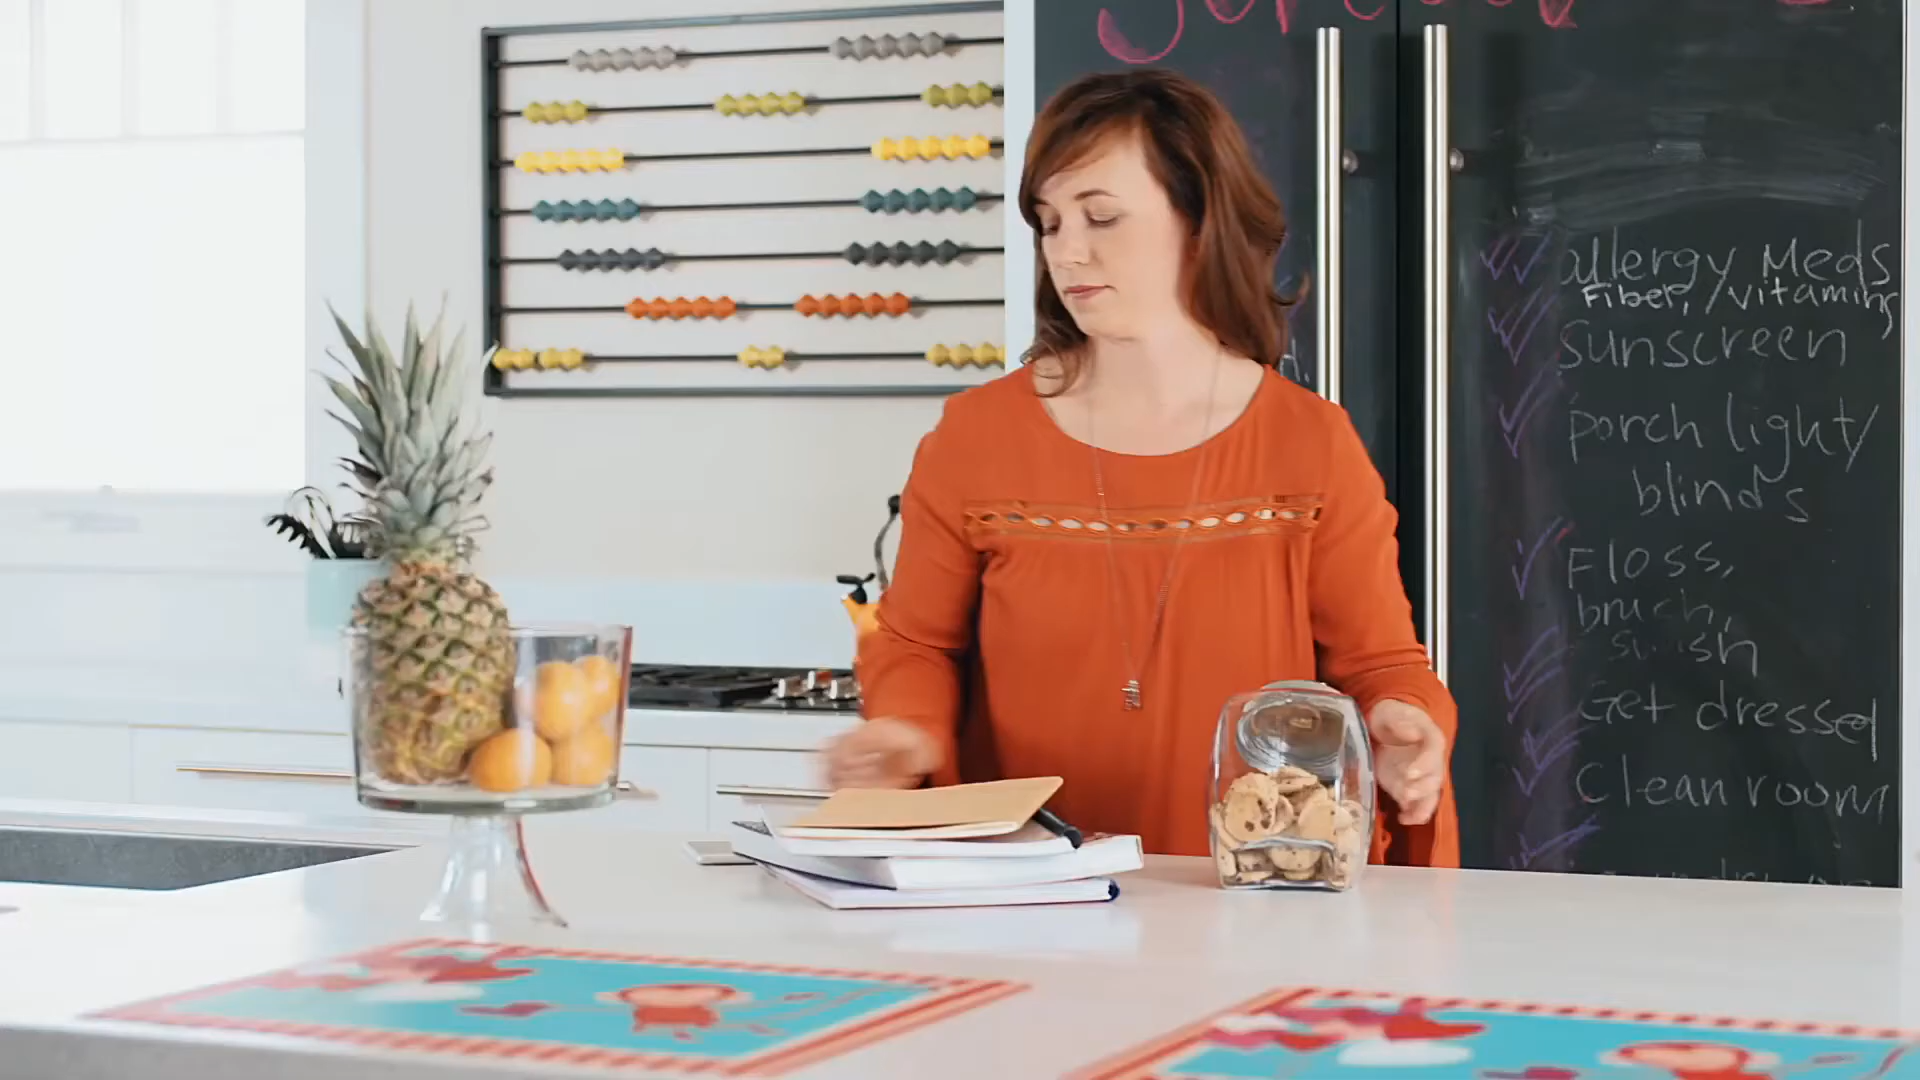 allergy Meds
Fiber, / vitamins
sunscreen
porch light/
blinds
Floss,
brush,
swish
Get dressed
Clean room